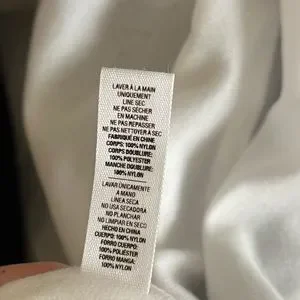 LAVER À LA MAIN
UNIQUEMENT
LINE SEC
NE PAS SÉCHER
EN MACHINE
NE PAS REPASSER
NE PAS NETTOYER À SEC
FABRIQUÉ EN CHINE
CORPS: 100% NYLON
CORPS DOUBLURE:
100% POLYESTER
MANCHE DOUBLURE:
100% NYLON
LAVAR ÚNICAMENTE
A MANO
LINEA SECA
NO USA SECADORA
NO PLANCHAR
NO LIMPIAR EN SECO
HECHO EN CHINA
CUERPO: 100% NYLON
FORRO CUERPO:
100% POLIÉSTER
FORRO MANGA:
100% NYLON